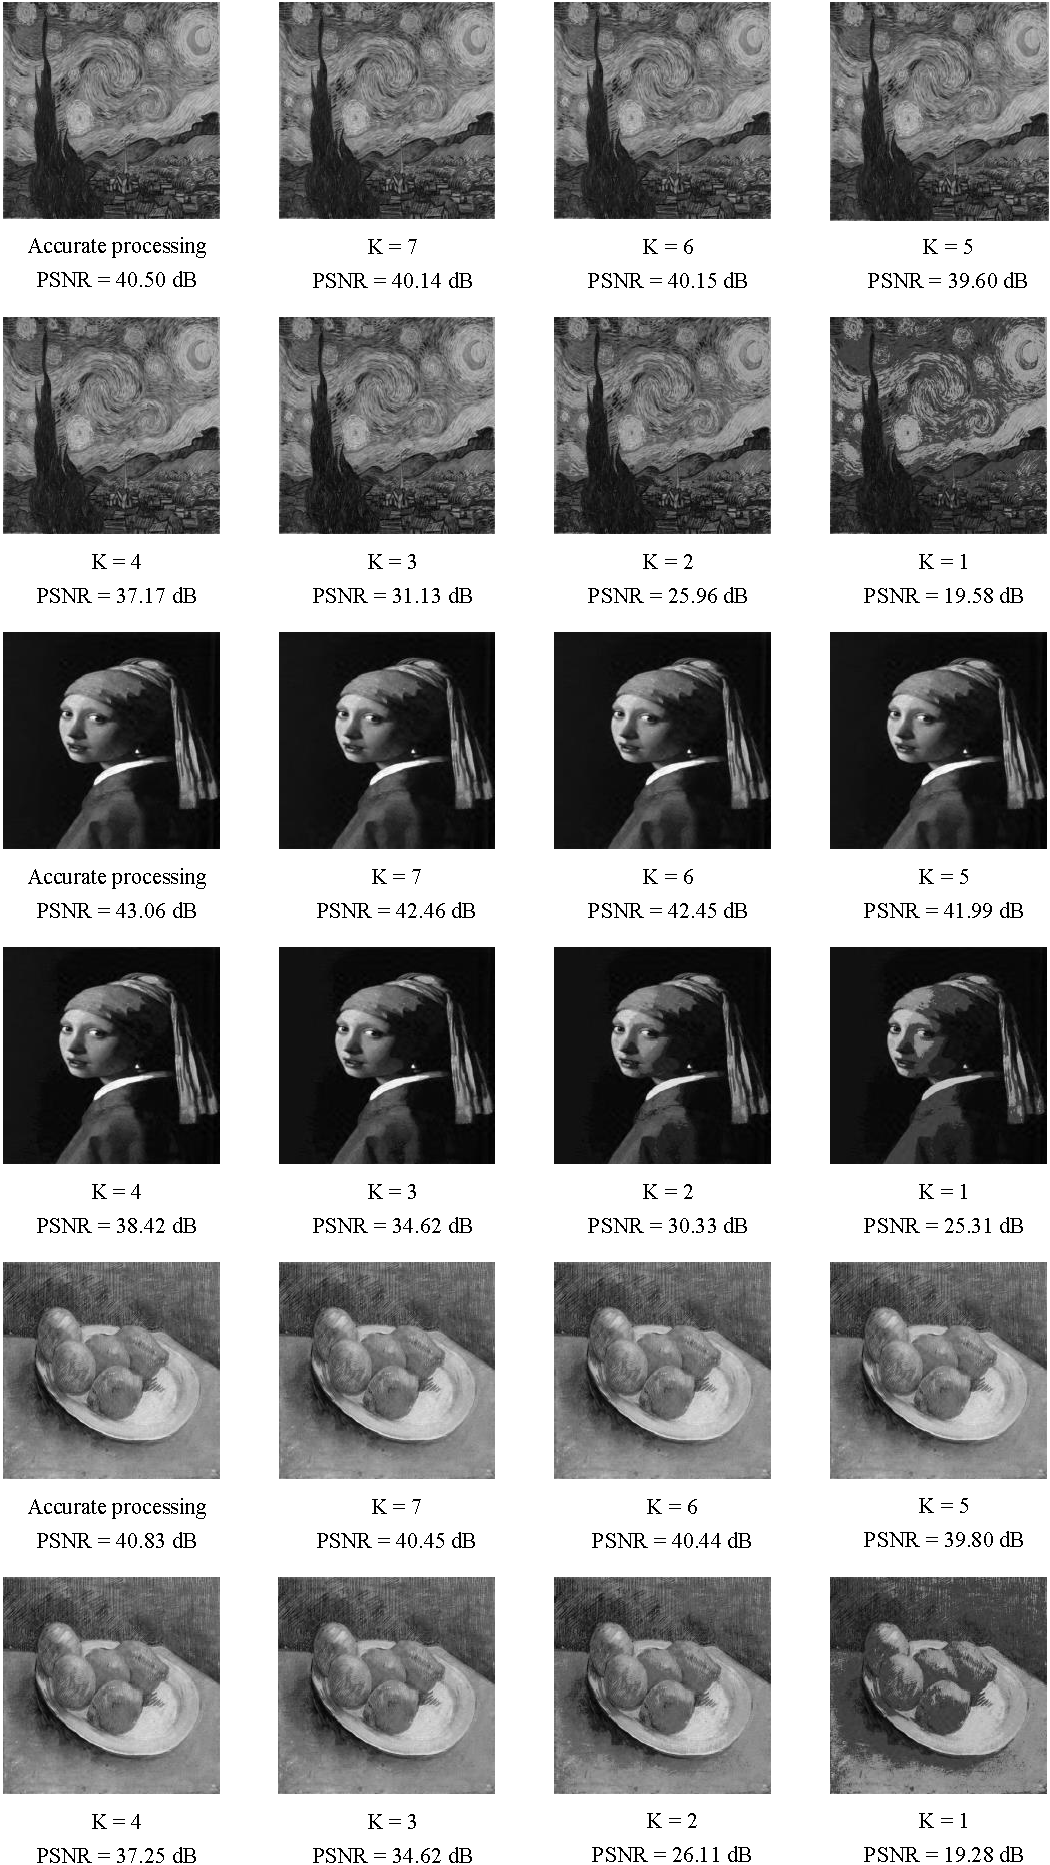 Accurate processing
PSNR = 40.50 dB
K = 7
PSNR = 40.14 dB
K = 6
PSNR = 40.15 dB
K = 5
PSNR = 39.60 dB
K = 4
PSNR = 37.17 dB
K = 3
PSNR = 31.13 dB
K = 2
PSNR = 25.96 dB
K = 1
PSNR = 19.58 dB
Accurate processing
PSNR = 43.06 dB
K = 7
PSNR = 42.46 dB
K = 6
PSNR = 42.45 dB
K = 5
PSNR = 41.99 dB
K = 4
PSNR = 38.42 dB
K = 3
PSNR = 34.62 dB
K = 2
PSNR = 30.33 dB
K = 1
PSNR = 25.31 dB
Accurate processing
PSNR = 40.83 dB
K = 7
PSNR = 40.45 dB
K = 6
PSNR = 40.44 dB
K = 5
PSNR = 39.80 dB
K = 4
PSNR = 37.25 dB
K = 3
PSNR = 34.62 dB
K = 2
PSNR = 26.11 dB
K = 1
PSNR = 19.28 dB